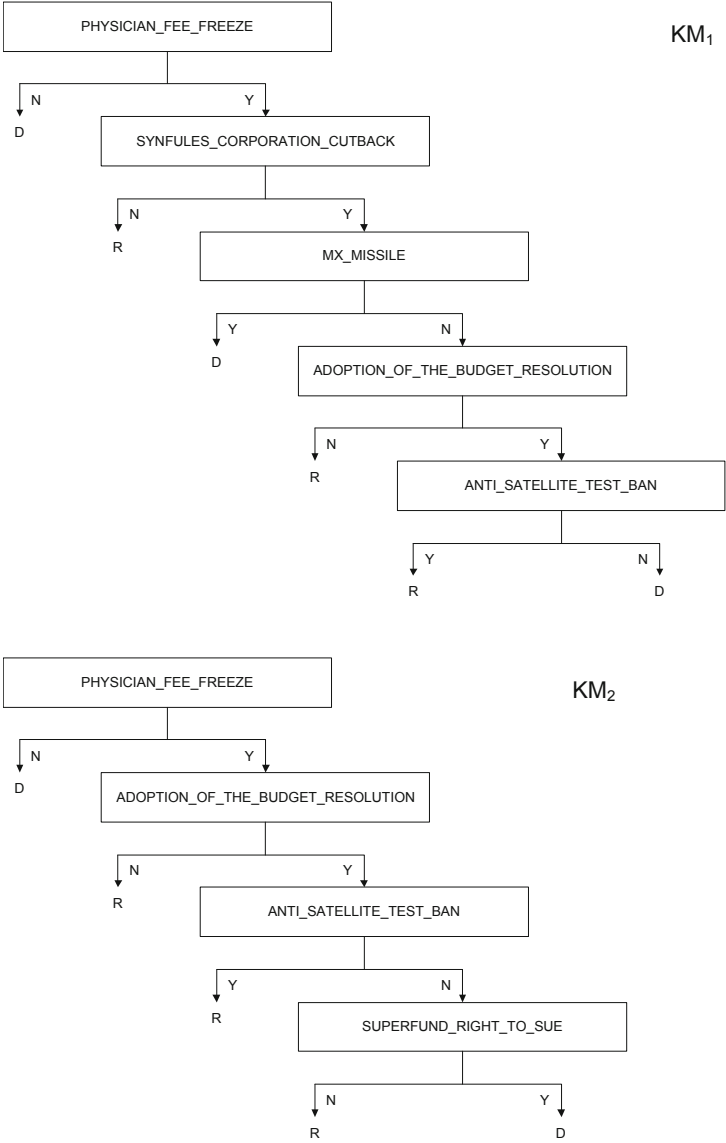 PHYSICIAN_FEE_FREEZE
KM1
N Y
D
SYNFULES_CORPORATION_CUTBACK
N Y
R
MX_MISSILE
Y N
D
ADOPTION_OF_THE_BUDGET_RESOLUTION
N Y
R
ANTI_SATELLITE_TEST_BAN
Y N
R D
PHYSICIAN_FEE_FREEZE
KM2
N Y
D
ADOPTION_OF_THE_BUDGET_RESOLUTION
N Y
R
ANTI_SATELLITE_TEST_BAN
Y N
R
SUPERFUND_RIGHT_TO_SUE
N Y
R D